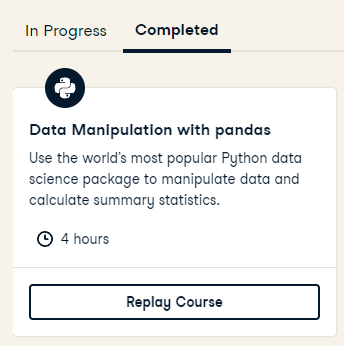 In Progress
Completed
Data Manipulation with pandas
Use the world's most popular Python data
science package to manipulate data and
calculate summary statistics.
4 hours
Replay Course